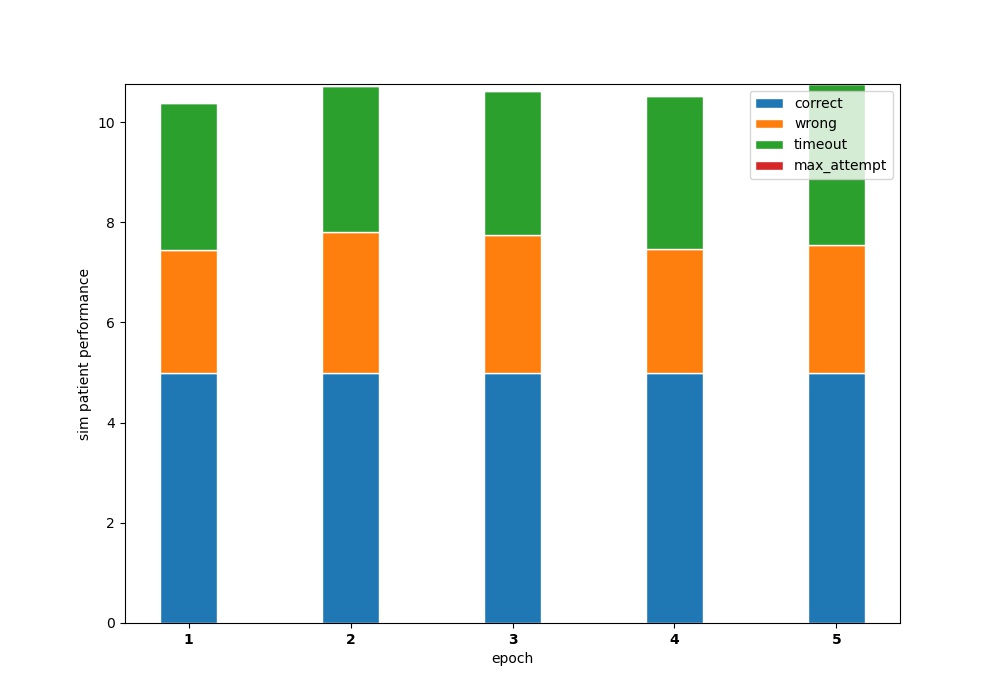 correct
wrong
timeout
max_attempt
10
8
6
4
2
0
sim patient performance
1 2 3 4 5
epoch